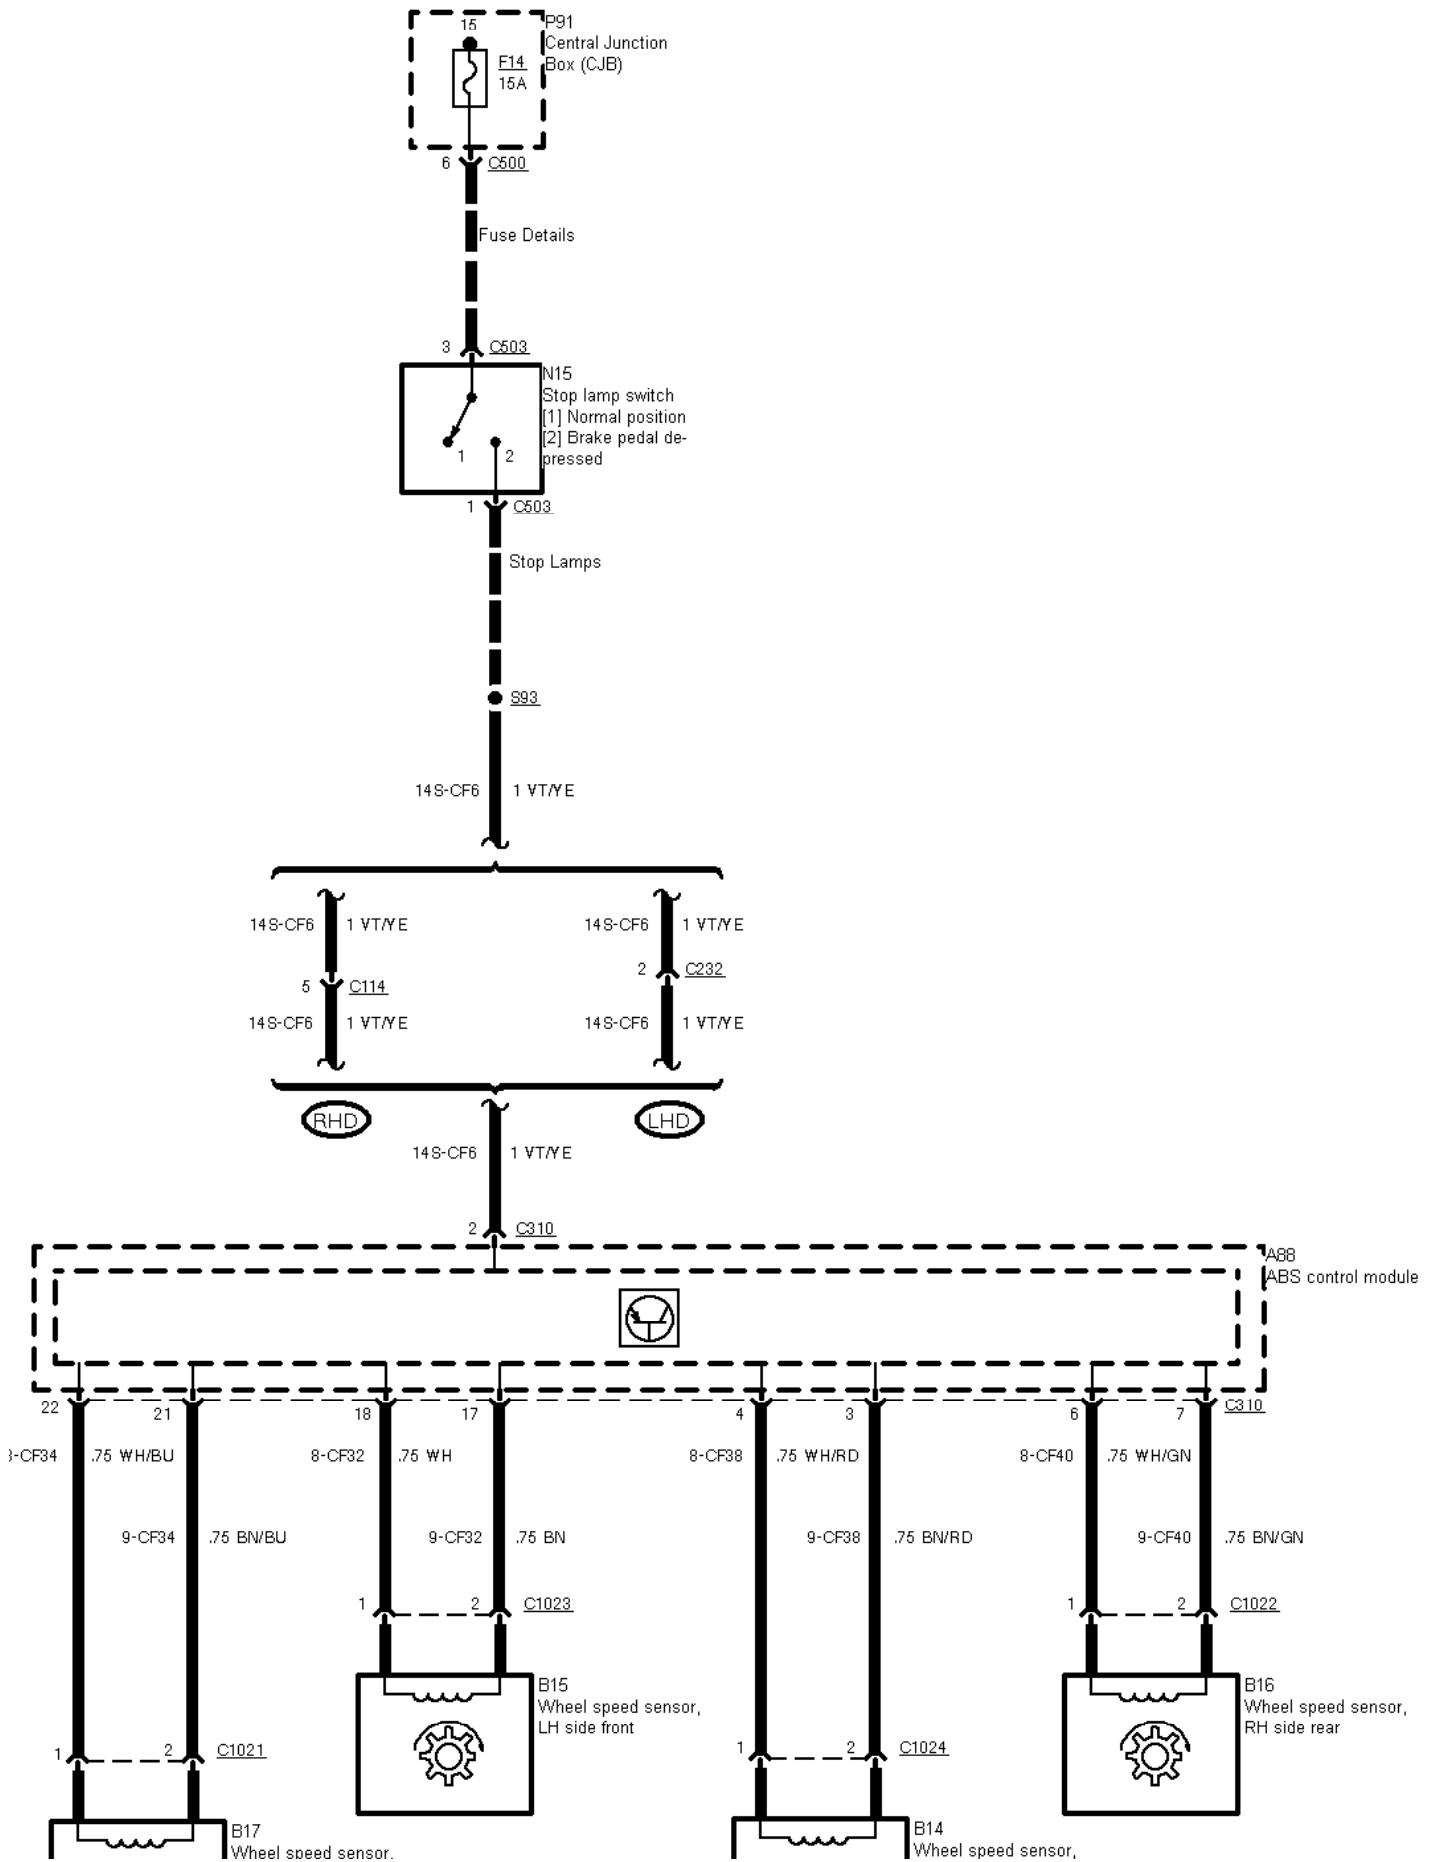 15
P91
Central Junction
Box (CJB)
F14
15A
6 C500
Fuse Details
3 C503
N15
Stop lamp switch
[1] Normal position
[2] Brake pedal de-
pressed
1 2
1 C503
Stop Lamps
S93
14S-CF6 1 VT/YE
14S-CF6 1 VT/YE 14S-CF6 1 VT/YE
2 C232
5 C114
14S-CF6 1 VT/YE 14S-CF6 1 VT/YE
RHD LHD
14S-CF6 1 VT/YE
2 C310
A88
ABS control module
22 21 18 17 4 3 6 7 C310
-CF34 .75 WH/BU 8-CF32 .75 WH 8-CF38 .75 WH/RD 8-CF40 .75 WH/GN
9-CF34 .75 BN/BU 9-CF32 .75 BN 9-CF38 .75 BN/RD 9-CF40 .75 BN/GN
1 2 C1023 1 2 C1022
B15
Wheel speed sensor,
LH side front
B16
Wheel speed sensor,
RH side rear
1 2 C1021 1 2 C1024
B17
Wheel speed sensor,
B14
Wheel speed sensor,